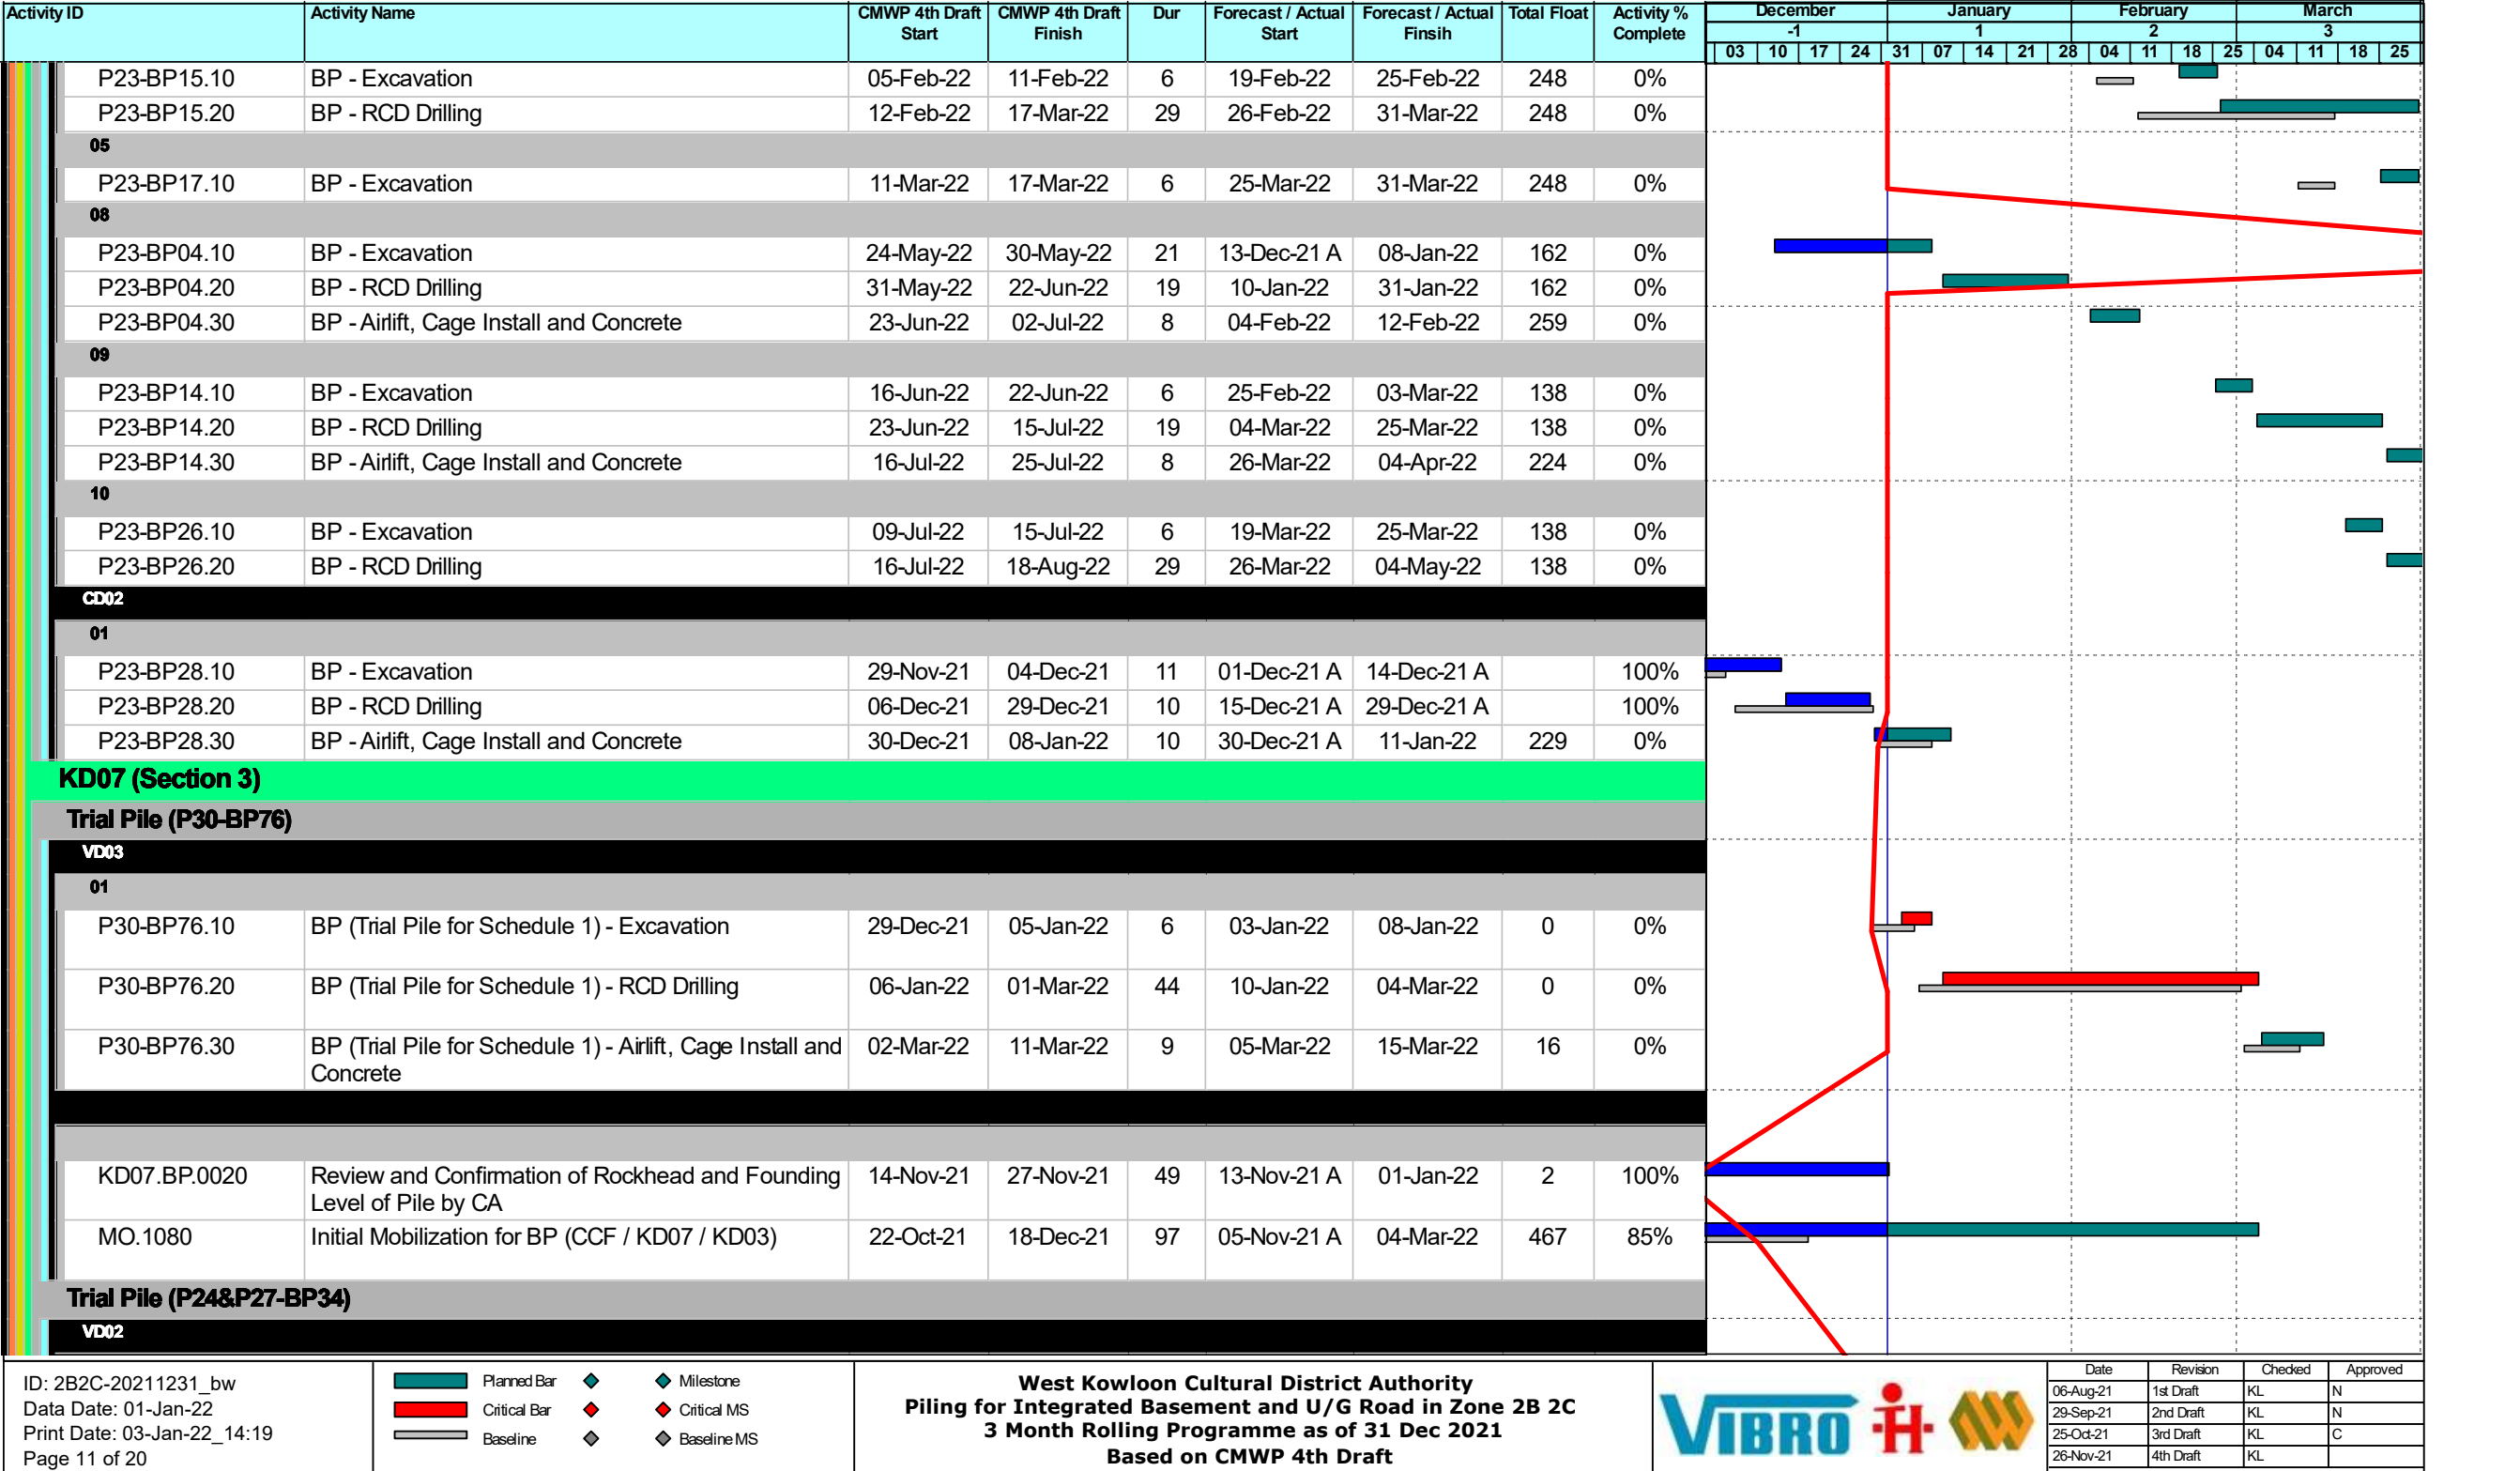 Activity ID Activity Name CMWP 4th Draft Start CMWP 4th Draft Finish Dur Forecast / Actual Start Forecast / Actual Finsih Total Float Activity % Complete December January February March
-1 1 2 3
03 10 17 24 31 07 14 21 28 04 11 18 25 04 11 18 25
P23-BP15.10 BP - Excavation 05-Feb-22 11-Feb-22 6 19-Feb-22 25-Feb-22 248 0%
P23-BP15.20 BP - RCD Drilling 12-Feb-22 17-Mar-22 29 26-Feb-22 31-Mar-22 248 0%
05
P23-BP17.10 BP - Excavation 11-Mar-22 17-Mar-22 6 25-Mar-22 31-Mar-22 248 0%
08
P23-BP04.10 BP - Excavation 24-May-22 30-May-22 21 13-Dec-21 A 08-Jan-22 162 0%
P23-BP04.20 BP - RCD Drilling 31-May-22 22-Jun-22 19 10-Jan-22 31-Jan-22 162 0%
P23-BP04.30 BP - Airlift, Cage Install and Concrete 23-Jun-22 02-Jul-22 8 04-Feb-22 12-Feb-22 259 0%
09
P23-BP14.10 BP - Excavation 16-Jun-22 22-Jun-22 6 25-Feb-22 03-Mar-22 138 0%
P23-BP14.20 BP - RCD Drilling 23-Jun-22 15-Jul-22 19 04-Mar-22 25-Mar-22 138 0%
P23-BP14.30 BP - Airlift, Cage Install and Concrete 16-Jul-22 25-Jul-22 8 26-Mar-22 04-Apr-22 224 0%
10
P23-BP26.10 BP - Excavation 09-Jul-22 15-Jul-22 6 19-Mar-22 25-Mar-22 138 0%
P23-BP26.20 BP - RCD Drilling 16-Jul-22 18-Aug-22 29 26-Mar-22 04-May-22 138 0%
CD02
01
P23-BP28.10 BP - Excavation 29-Nov-21 04-Dec-21 11 01-Dec-21 A 14-Dec-21 A 100%
P23-BP28.20 BP - RCD Drilling 06-Dec-21 29-Dec-21 10 15-Dec-21 A 29-Dec-21 A 100%
P23-BP28.30 BP - Airlift, Cage Install and Concrete 30-Dec-21 08-Jan-22 10 30-Dec-21 A 11-Jan-22 229 0%
KD07 (Section 3)
Trial Pile (P30-BP76)
VD03
01
P30-BP76.10 BP (Trial Pile for Schedule 1) - Excavation 29-Dec-21 05-Jan-22 6 03-Jan-22 08-Jan-22 0 0%
P30-BP76.20 BP (Trial Pile for Schedule 1) - RCD Drilling 06-Jan-22 01-Mar-22 44 10-Jan-22 04-Mar-22 0 0%
P30-BP76.30 BP (Trial Pile for Schedule 1) - Airlift, Cage Install and Concrete 02-Mar-22 11-Mar-22 9 05-Mar-22 15-Mar-22 16 0%
KD07.BP.0020 Review and Confirmation of Rockhead and Founding Level of Pile by CA 14-Nov-21 27-Nov-21 49 13-Nov-21 A 01-Jan-22 2 100%
MO.1080 Initial Mobilization for BP (CCF / KD07 / KD03) 22-Oct-21 18-Dec-21 97 05-Nov-21 A 04-Mar-22 467 85%
Trial Pile (P24&P27-BP34)
VD02
ID: 2B2C-20211231_bw
Data Date: 01-Jan-22
Print Date: 03-Jan-22_14:19
Page 11 of 20
Planned Bar Milestone
Critical Bar Critical MS
Baseline Baseline MS
West Kowloon Cultural District Authority
Piling for Integrated Basement and U/G Road in Zone 2B 2C
3 Month Rolling Programme as of 31 Dec 2021
Based on CMWP 4th Draft
VIBRO
Date Revision Checked Approved
06-Aug-21 1st Draft KL N
29-Sep-21 2nd Draft KL N
25-Oct-21 3rd Draft KL C
26-Nov-21 4th Draft KL